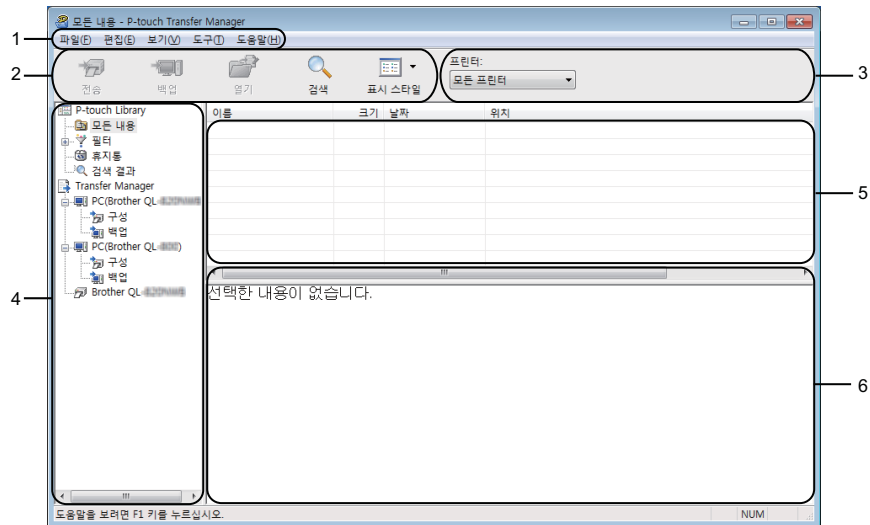 모든 내용 - P-touch Transfer Manager
1
파일(F) 편집(E) 보기(V) 도구(T) 도움말(H)
2
전송 백업 열기 검색 표시 스타일
프린터:
모든 프린터
3
P-touch Library
모든 내용
필터
휴지통
검색 결과
Transfer Manager
PC(Brother QL-
구성
백업
PC(Brother QL-
구성
백업
Brother QL-
4
이름 크기 날짜 위치
5
선택한 내용이 없습니다.
6
도움말을 보려면 F1 키를 누르십시오.
NUM